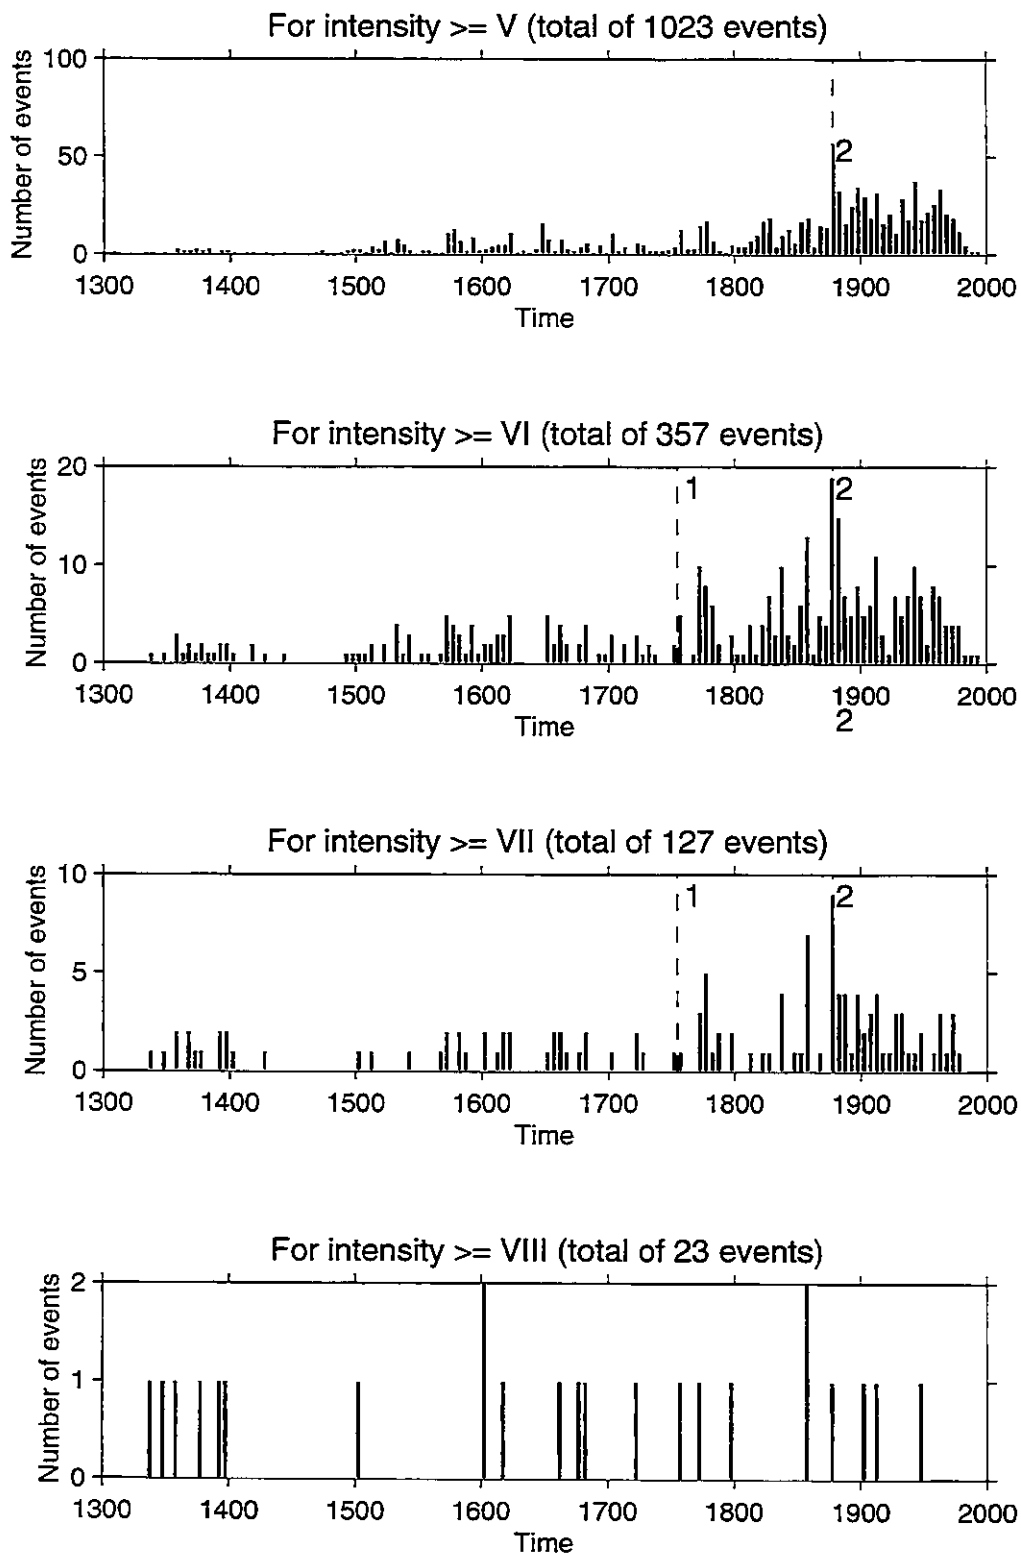 For intensity >= V (total of 1023 events)
Number of events
100
50
0
2
1300 1400 1500 1600 1700 1800 1900 2000
Time
For intensity >= VI (total of 357 events)
Number of events
20
10
0
1
2
1300 1400 1500 1600 1700 1800 1900 2000
Time
2
For intensity >= VII (total of 127 events)
Number of events
10
5
0
1
2
1300 1400 1500 1600 1700 1800 1900 2000
Time
For intensity >= VIII (total of 23 events)
Number of events
2
1
0
1300 1400 1500 1600 1700 1800 1900 2000
Time